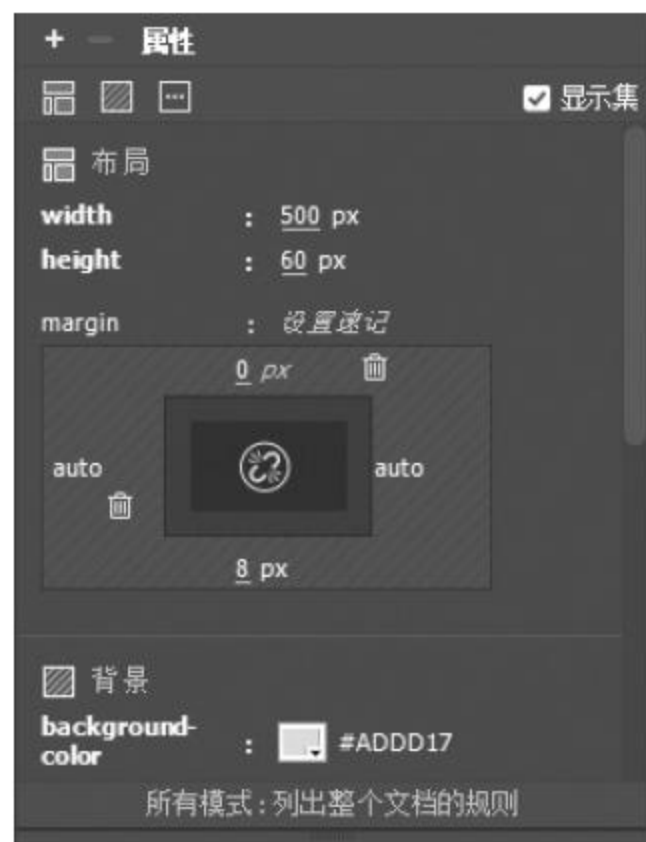 + − 属性
显示集
布局
width : 500 px
height : 60 px
margin : 设置速记
0 px
auto auto
8 px
背景
background-
color : #ADDD17
所有模式:列出整个文档的规则